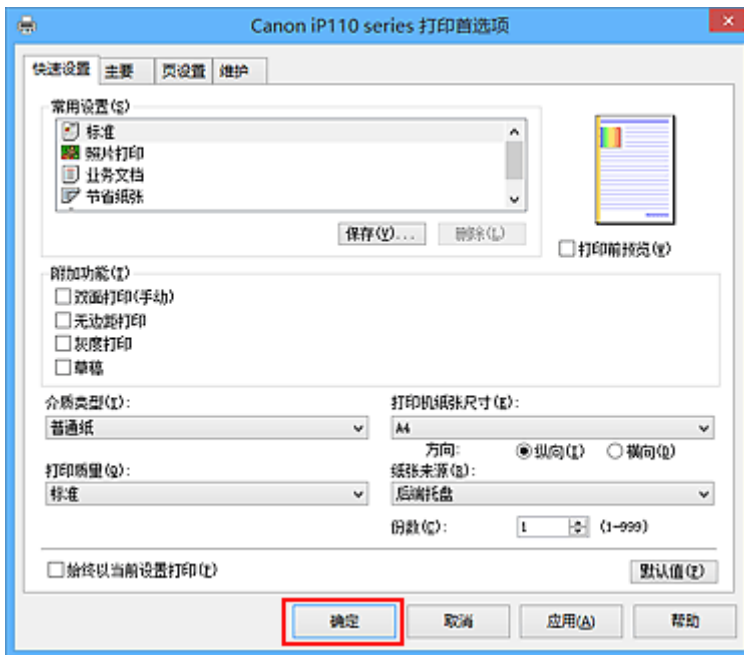 Canon iP110 series 打印首选项
快速设置 主要 页设置 维护
常用设置(S)
标准
照片打印
业务文档
节省纸张
保存(V)... 删除(L)
打印前预览(W)
附加功能(I)
双面打印(手动)
无边距打印
灰度打印
草稿
介质类型(I): 打印机纸张尺寸(E):
普通纸 A4
方向: 纵向(I) 横向(D)
打印质量(Q): 纸张来源(B):
标准 后端托盘
份数(C): 1 (1-999)
始终以当前设置打印(T) 默认值(F)
确定 取消 应用(A) 帮助